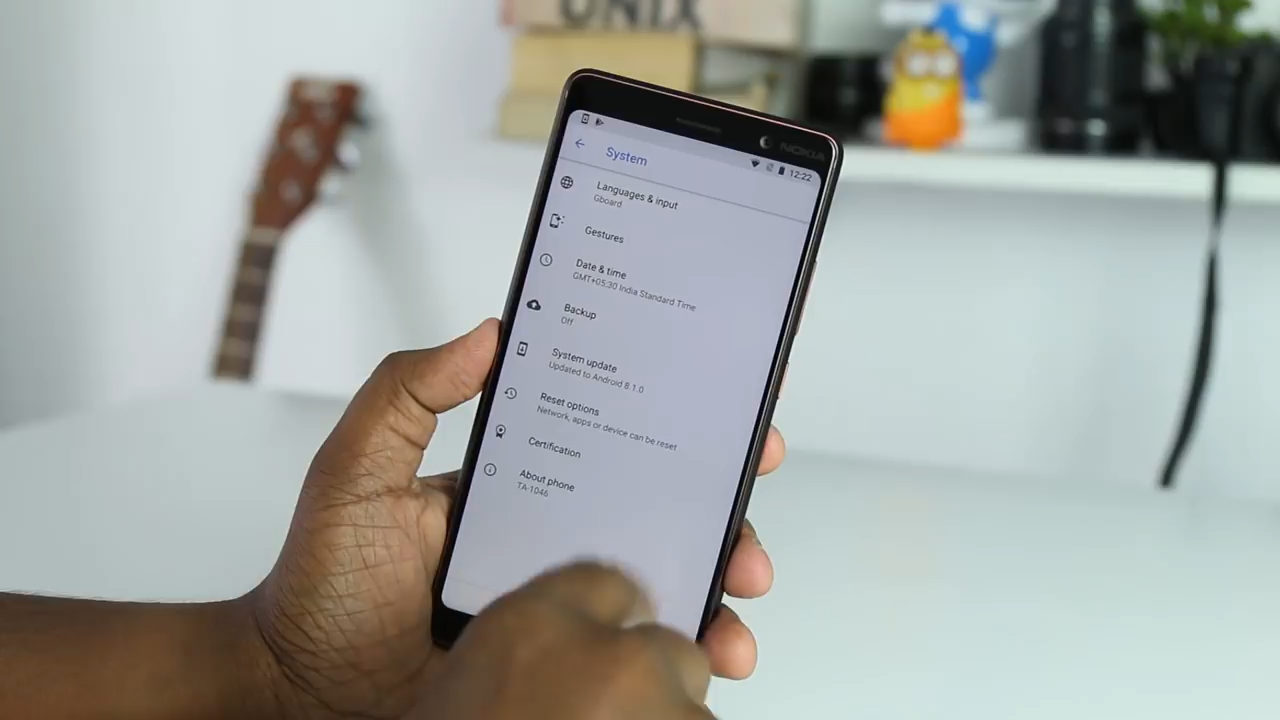 UNIX
NOKIA
12:22
System
Languages & input
Gboard
Gestures
Date & time
GMT+05:30 India Standard Time
Backup
Off
System update
Updated to Android 8.1.0
Reset options
Network, apps or device can be reset
Certification
About phone
TA-1046